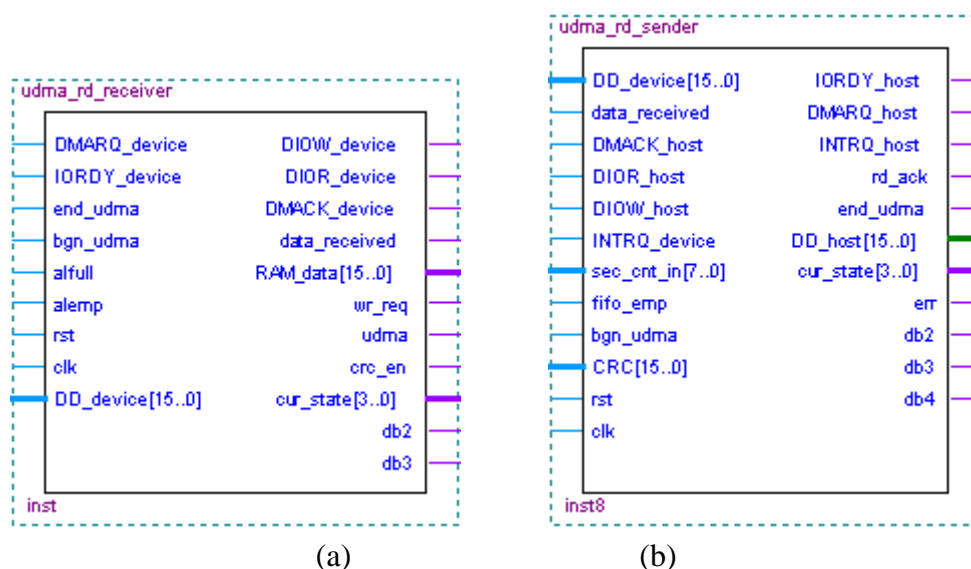 udma_rd_receiver
DMARQ_device DIOW_device
IORDY_device DIOR_device
end_udma DMACK_device
bgn_udma data_received
alfull RAM_data[15..0]
alemp wr_req
rst udma
clk crc_en
DD_device[15..0] cur_state[3..0]
db2
db3
inst
(a)
udma_rd_sender
DD_device[15..0] IORDY_host
data_received DMARQ_host
DMACK_host INTRQ_host
DIOR_host rd_ack
DIOW_host end_udma
INTRQ_device DD_host[15..0]
sec_cnt_in[7..0] cur_state[3..0]
fifo_emp err
bgn_udma db2
CRC[15..0] db3
rst db4
clk
inst8
(b)